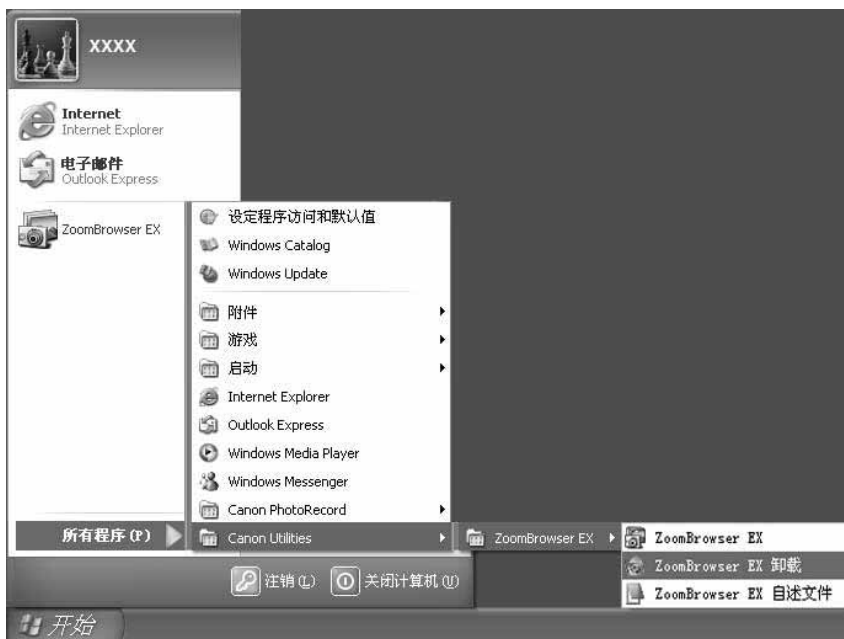 xxxx
Internet
Internet Explorer
电子邮件
Outlook Express
ZoomBrowser EX
设定程序访问和默认值
Windows Catalog
Windows Update
附件
游戏
启动
Internet Explorer
Outlook Express
Windows Media Player
Windows Messenger
Canon PhotoRecord
Canon Utilities
ZoomBrowser EX
ZoomBrowser EX
ZoomBrowser EX 卸载
ZoomBrowser EX 自述文件
所有程序(P)
注销(L)
关闭计算机(U)
开始